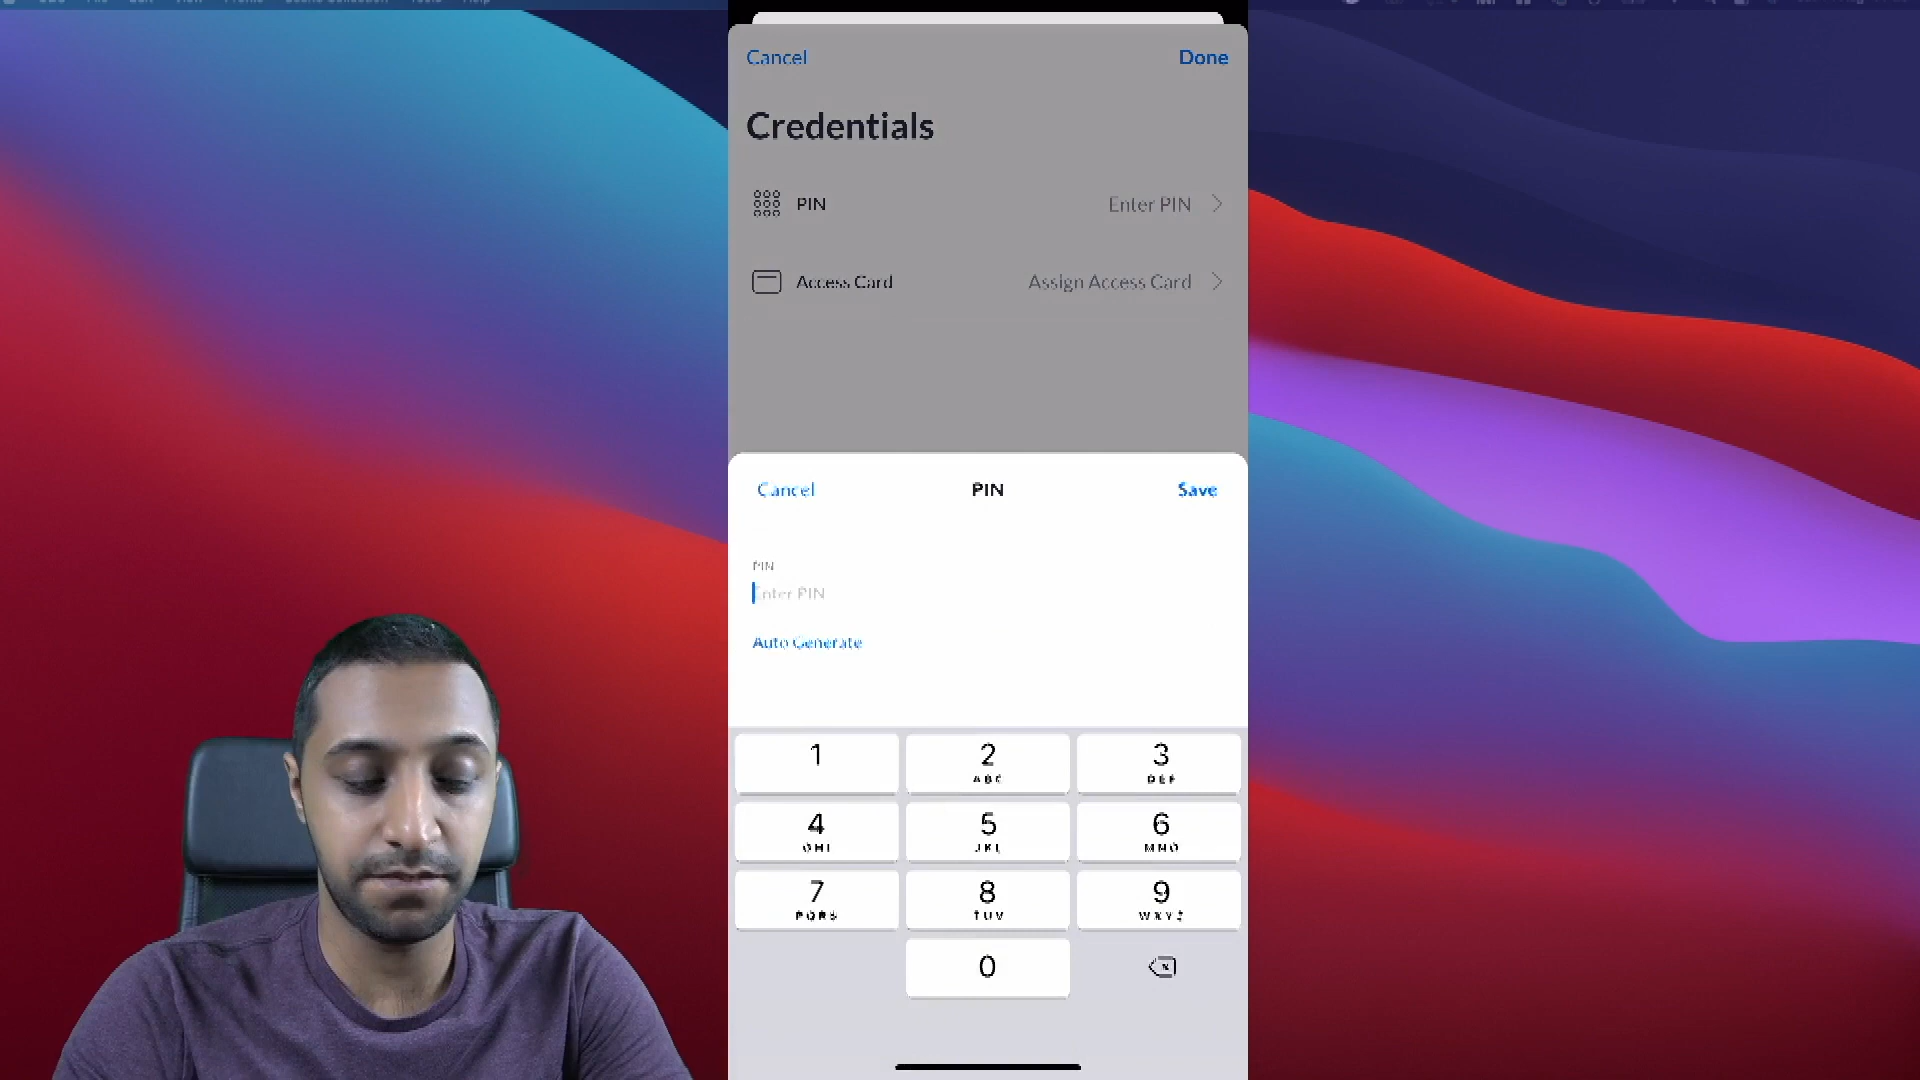 Cancel
Done
Credentials
PIN
Enter PIN
Access Card
Assign Access Card
Cancel
PIN
Save
PIN
Enter PIN
Auto Generate
1
2
ABC
3
DEF
4
GHI
5
JKL
6
MNO
7
PQRS
8
TUV
9
WXYZ
0